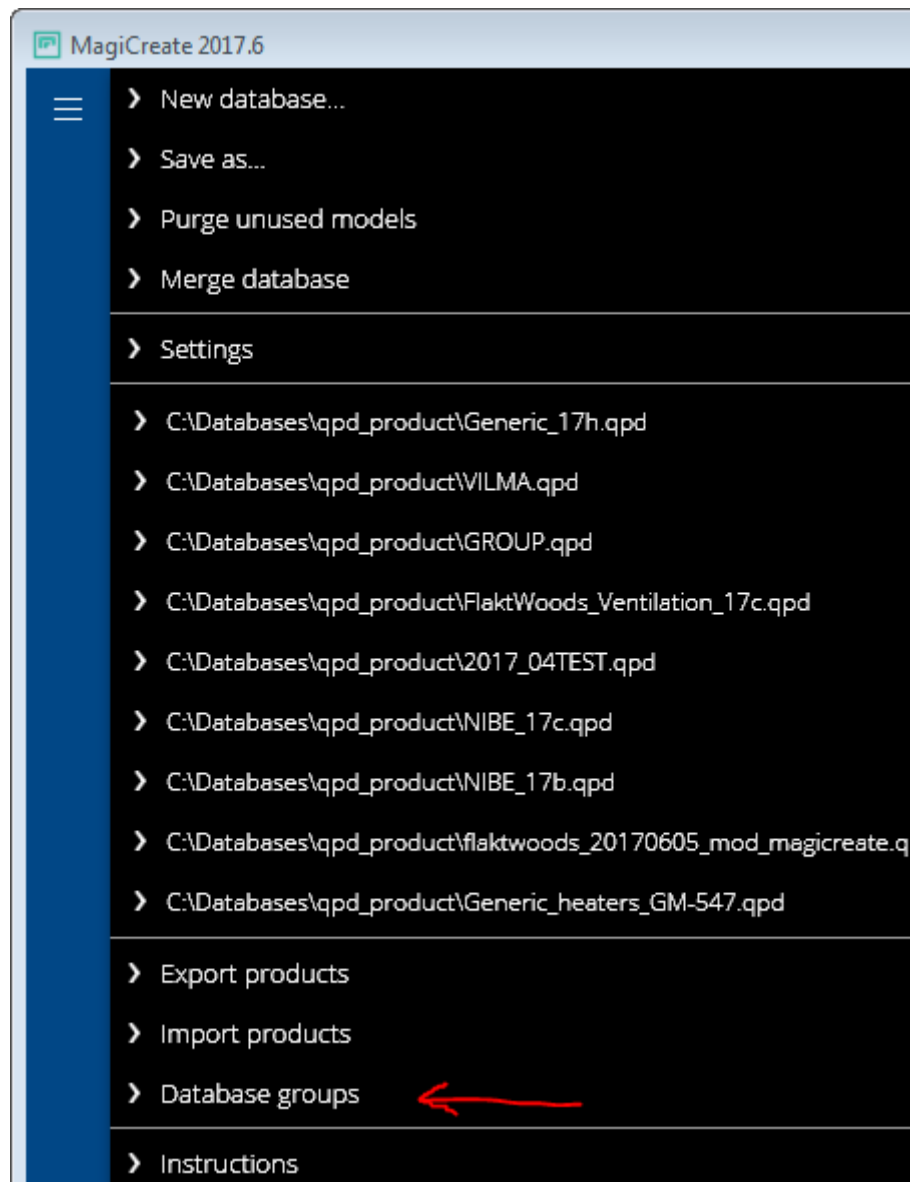 MagiCreate 2017.6
New database...
Save as...
Purge unused models
Merge database
Settings
C:\Databases\qpd_product\Generic_17h.qpd
C:\Databases\qpd_product\VILMA.qpd
C:\Databases\qpd_product\GROUP.qpd
C:\Databases\qpd_product\FlaktWoods_Ventilation_17c.qpd
C:\Databases\qpd_product\2017_04TEST.qpd
C:\Databases\qpd_product\NIBE_17c.qpd
C:\Databases\qpd_product\NIBE_17b.qpd
C:\Databases\qpd_product\flaktwoods_20170605_mod_magicreate.q
C:\Databases\qpd_product\Generic_heaters_GM-547.qpd
Export products
Import products
Database groups
Instructions